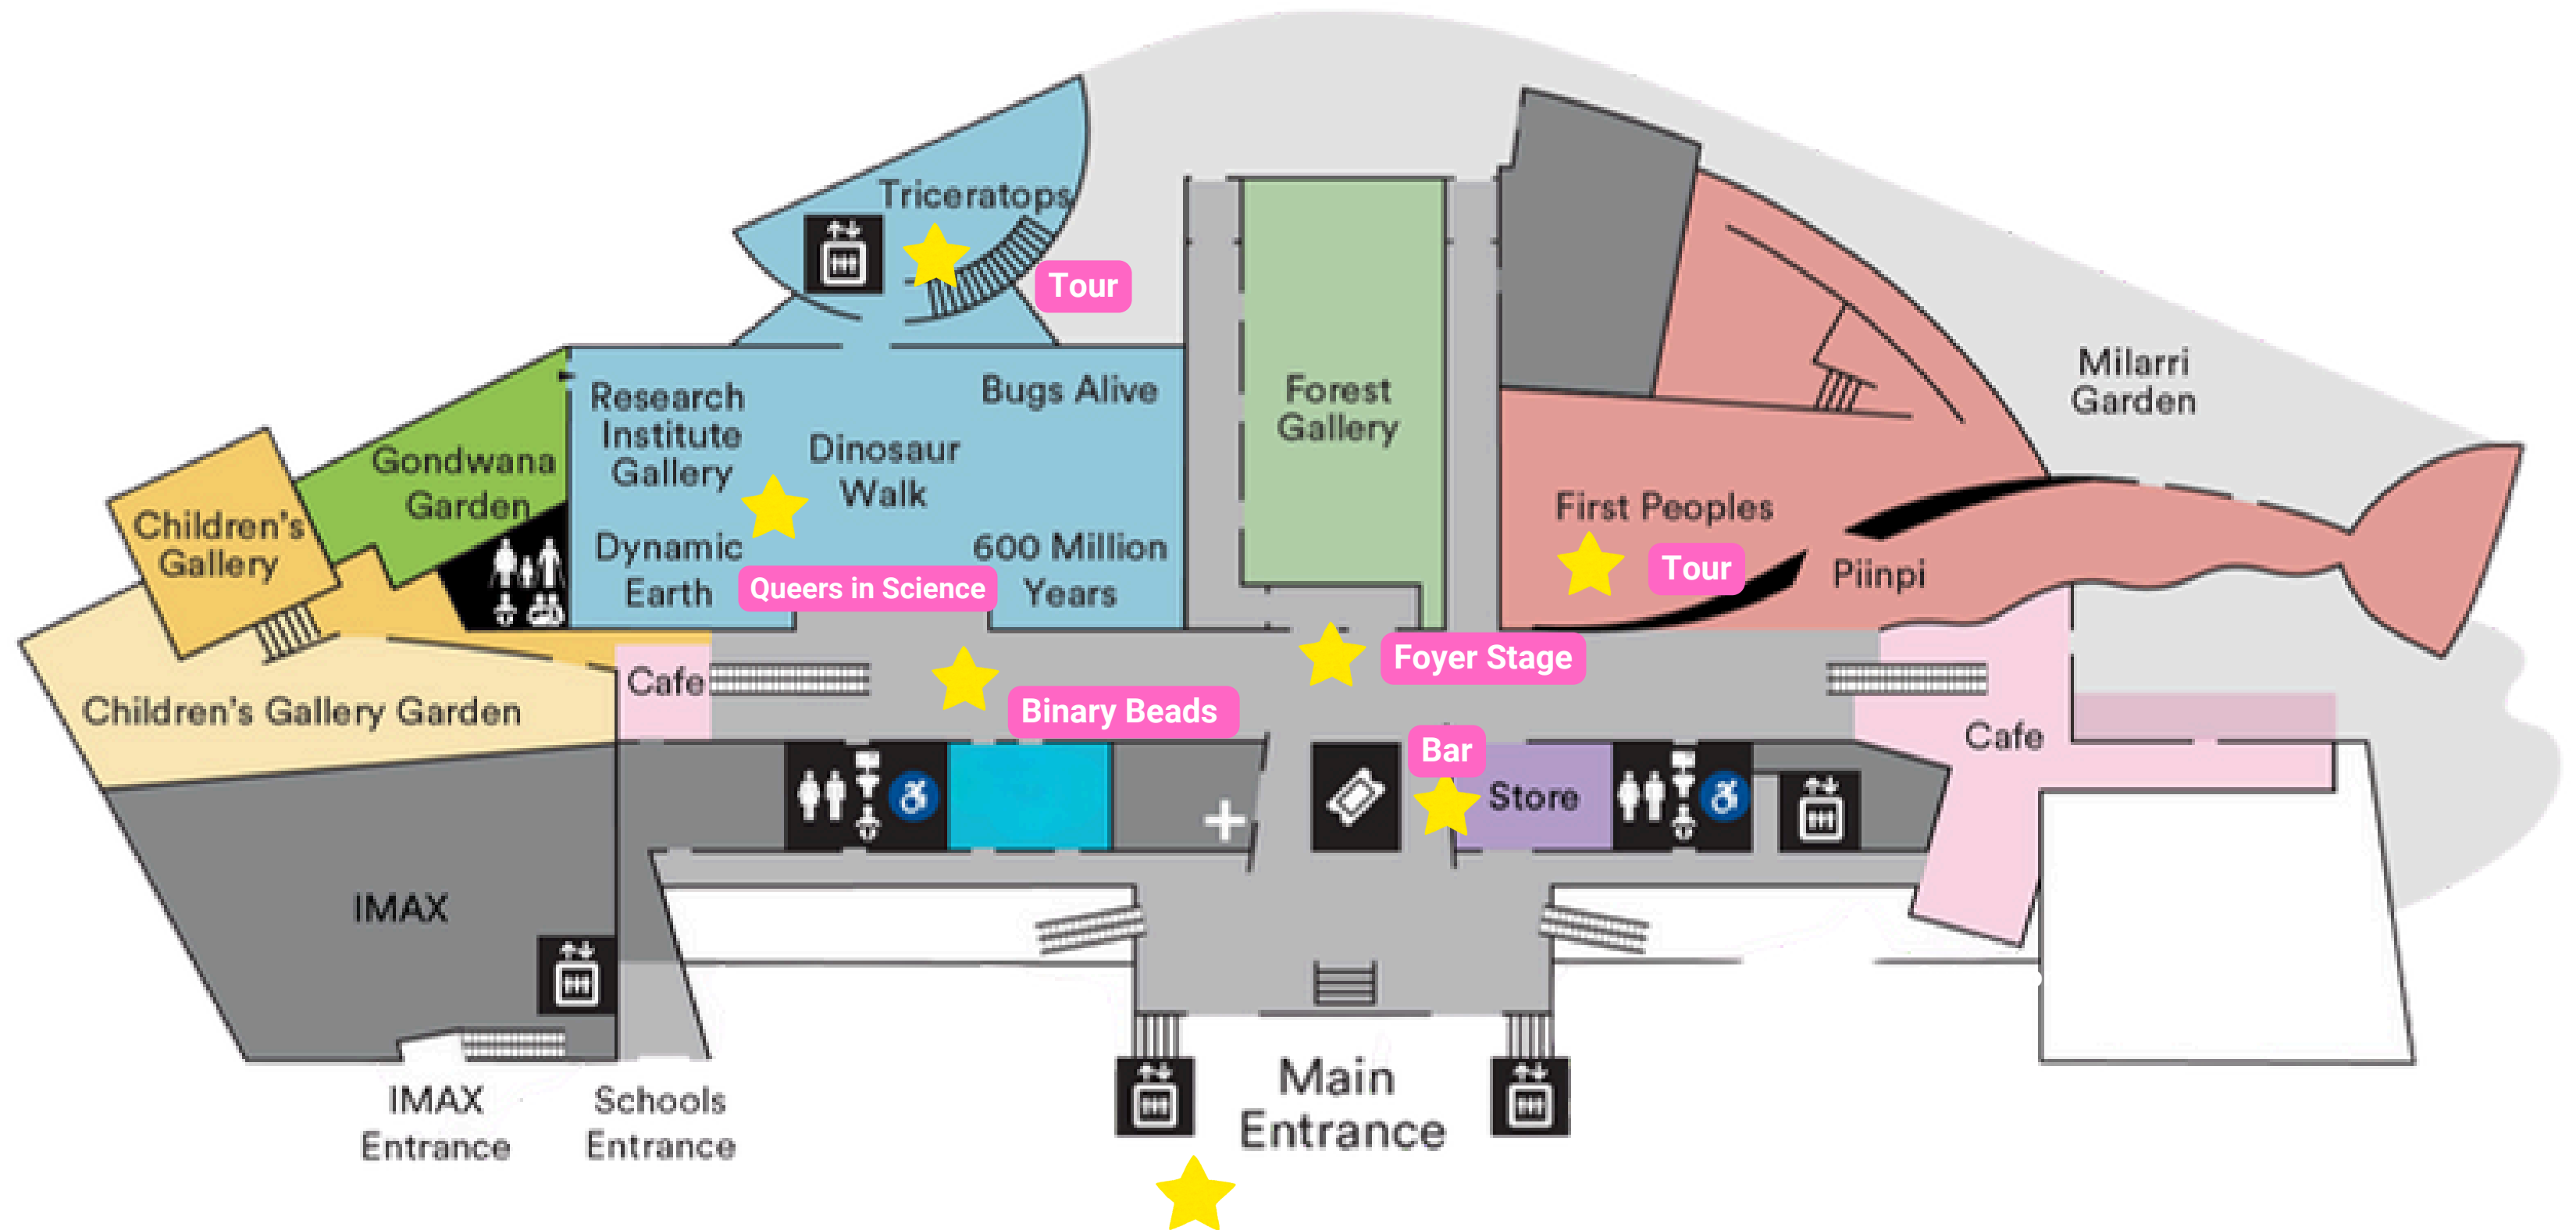 Triceratops
Tour
Research
Institute
Gallery
Bugs Alive
Dinosaur
Walk
Dynamic
Earth
600 Million
Years
Queers in Science
Gondwana
Garden
Children's
Gallery
Children's Gallery Garden
Cafe
Binary Beads
Forest
Gallery
Foyer Stage
First Peoples
Tour
Piinpi
Milarri
Garden
Bar
Store
Cafe
IMAX
IMAX
Entrance
Schools
Entrance
Main
Entrance